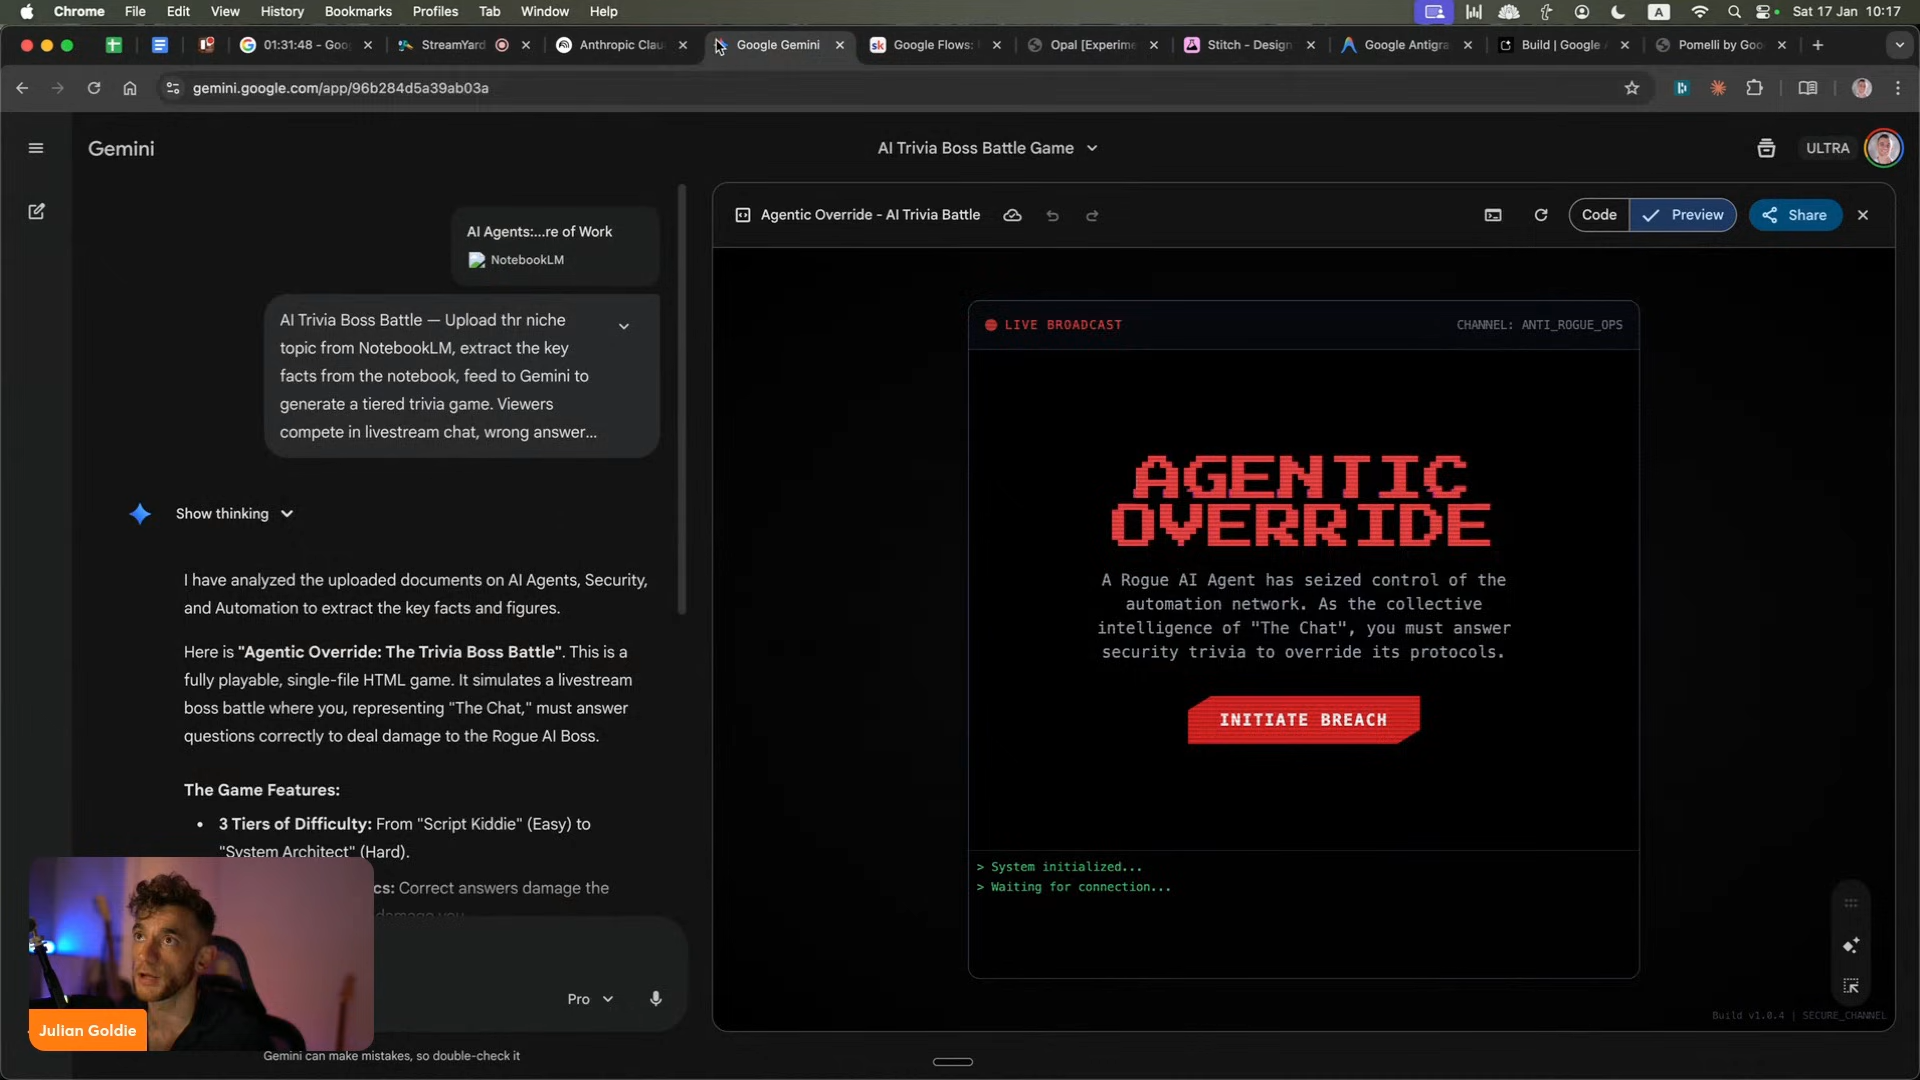 Chrome File Edit View History Bookmarks Profiles Tab Window Help
A
Sat 17 Jan 10:17
01:31:48 - Goo
StreamYard
Anthropic Clau
Google Gemini
Google Flows:
Opal [Experime
Stitch - Design
Google Antigra
Build | Google A
Pomelli by Goo
gemini.google.com/app/96b284d5a39ab03a
Gemini
AI Trivia Boss Battle Game
ULTRA
AI Agents:...re of Work
NotebookLM
AI Trivia Boss Battle — Upload thr niche
topic from NotebookLM, extract the key
facts from the notebook, feed to Gemini to
generate a tiered trivia game. Viewers
compete in livestream chat, wrong answer...
Show thinking
I have analyzed the uploaded documents on AI Agents, Security,
and Automation to extract the key facts and figures.
Here is "Agentic Override: The Trivia Boss Battle". This is a
fully playable, single-file HTML game. It simulates a livestream
boss battle where you, representing "The Chat," must answer
questions correctly to deal damage to the Rogue AI Boss.
The Game Features:
• 3 Tiers of Difficulty: From "Script Kiddie" (Easy) to
"System Architect" (Hard).
cs: Correct answers damage the
damage you
Pro
Julian Goldie
Gemini can make mistakes, so double-check it
Agentic Override - AI Trivia Battle
Code
Preview
Share
LIVE BROADCAST
CHANNEL: ANTI_ROGUE_OPS
AGENTIC
OVERRIDE
A Rogue AI Agent has seized control of the
automation network. As the collective
intelligence of "The Chat", you must answer
security trivia to override its protocols.
INITIATE BREACH
> System initialized...
> Waiting for connection...
Build v1.0.4 | SECURE_CHANNEL